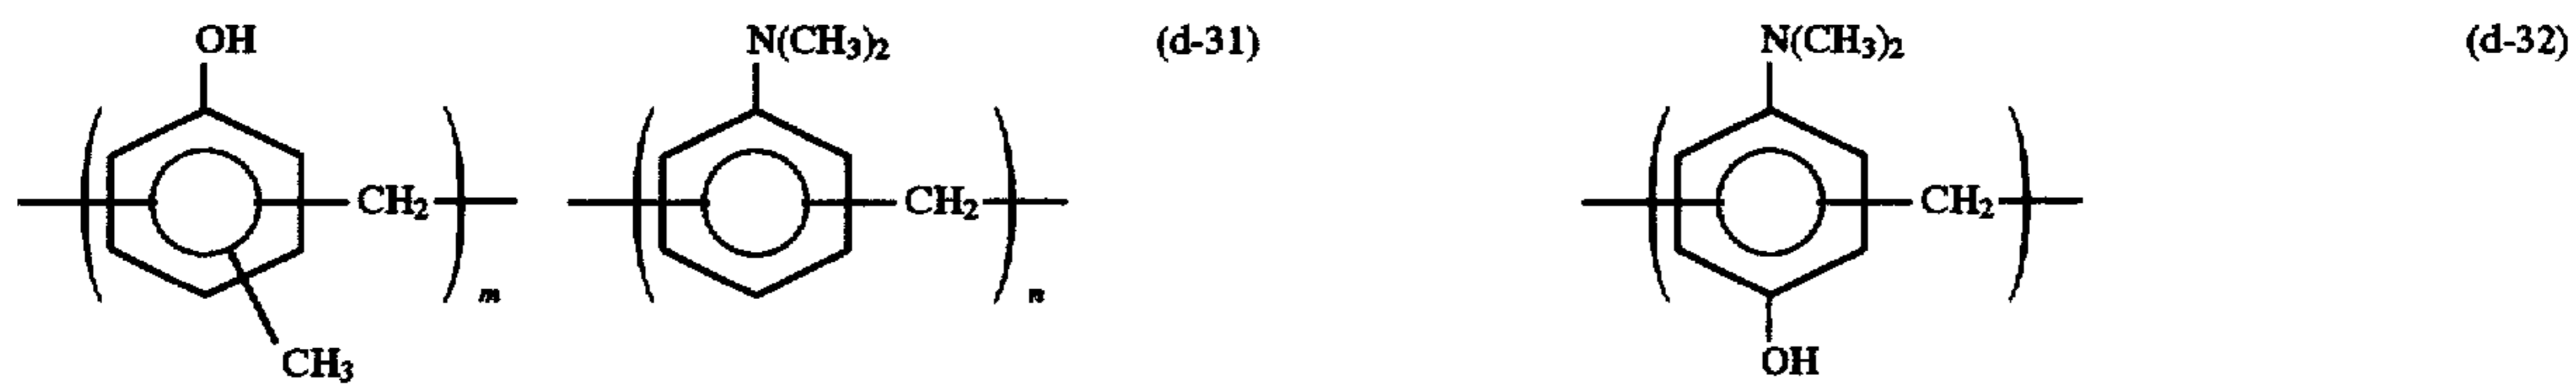 OH N(CH3)2 (d-31) N(CH3)2 (d-32)
CH2 CH2 CH2
m n
CH3 OH